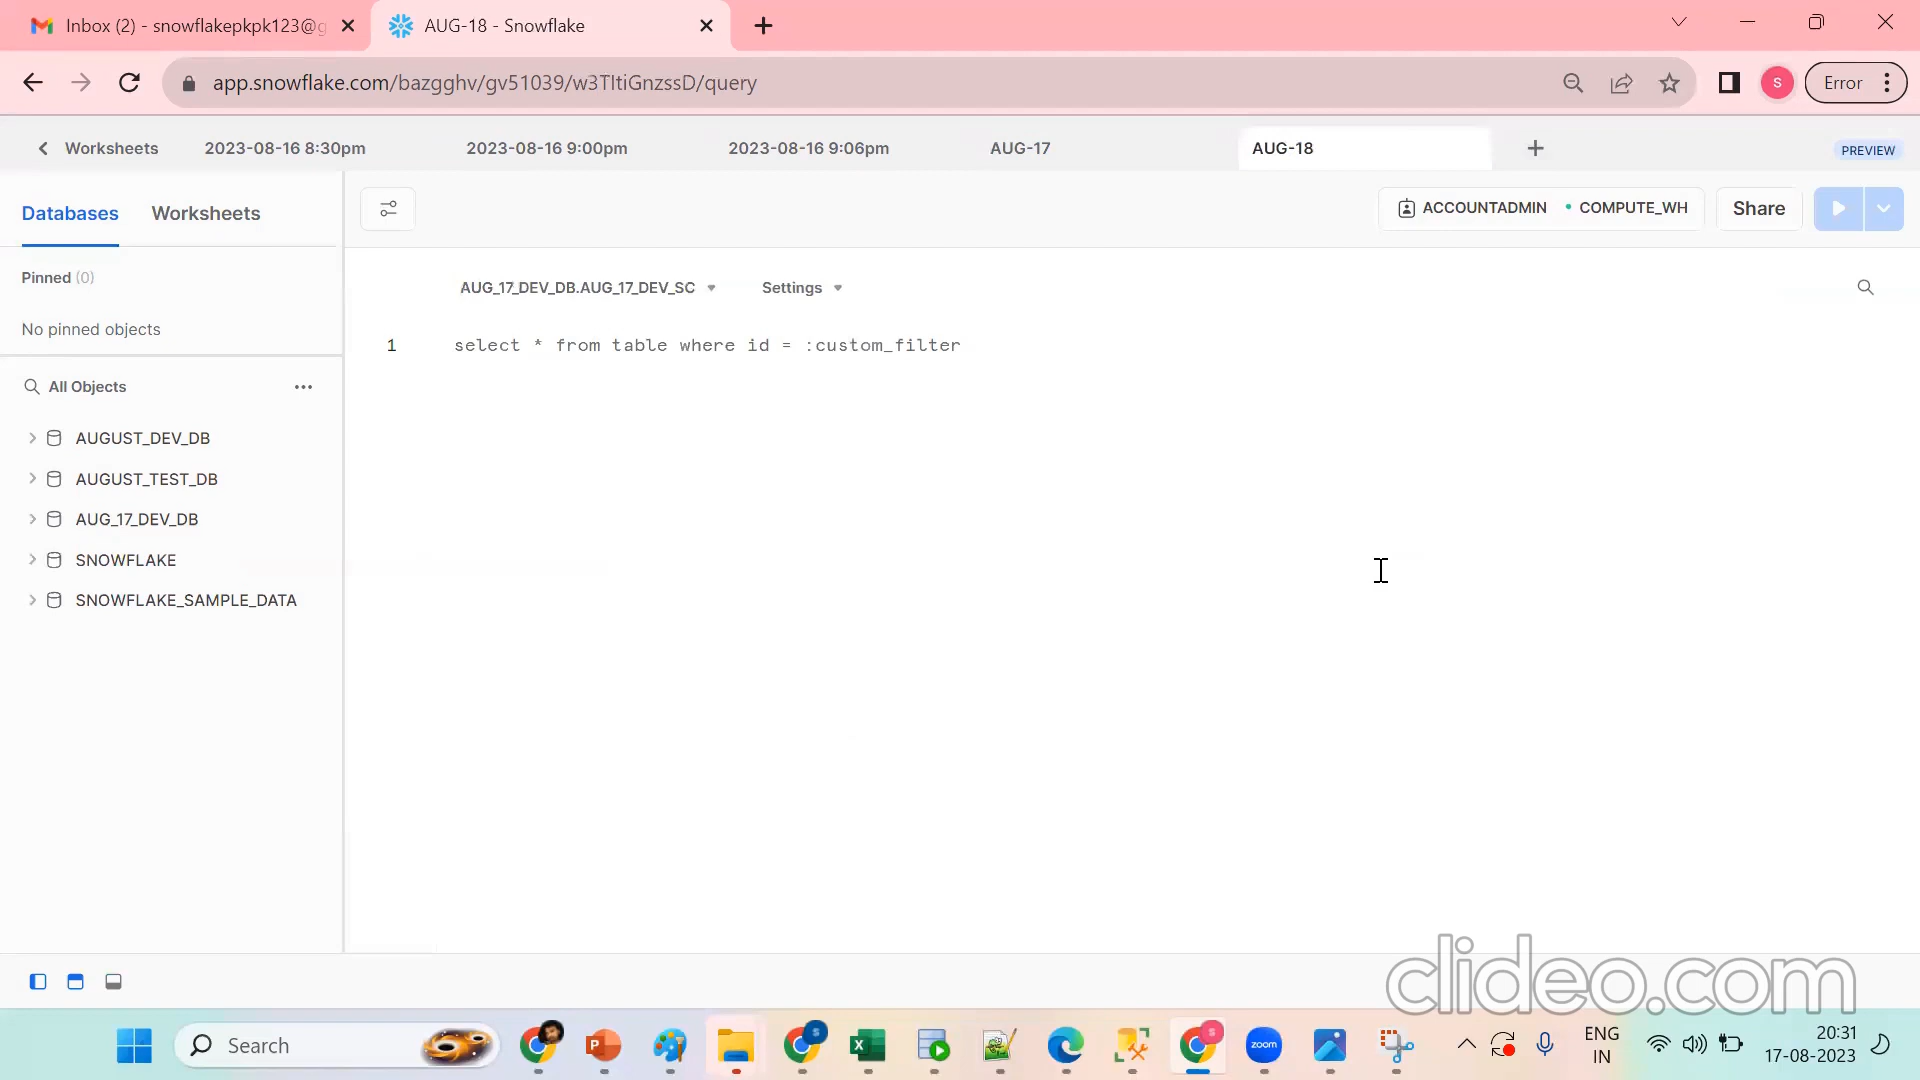 Inbox (2) - snowflakepkpk123@g
AUG-18 - Snowflake
app.snowflake.com/bazgghv/gv51039/w3TItiGnzssD/query
S
Error
Worksheets
2023-08-16 8:30pm
2023-08-16 9:00pm
2023-08-16 9:06pm
AUG-17
AUG-18
PREVIEW
Databases
Worksheets
ACCOUNTADMIN
COMPUTE_WH
Share
Pinned (0)
No pinned objects
AUG_17_DEV_DB.AUG_17_DEV_SC
Settings
1 select * from table where id = :custom_filter
All Objects
AUGUST_DEV_DB
AUGUST_TEST_DB
AUG_17_DEV_DB
SNOWFLAKE
SNOWFLAKE_SAMPLE_DATA
clideo.com
Search
zoom
ENG
IN
20:31
17-08-2023